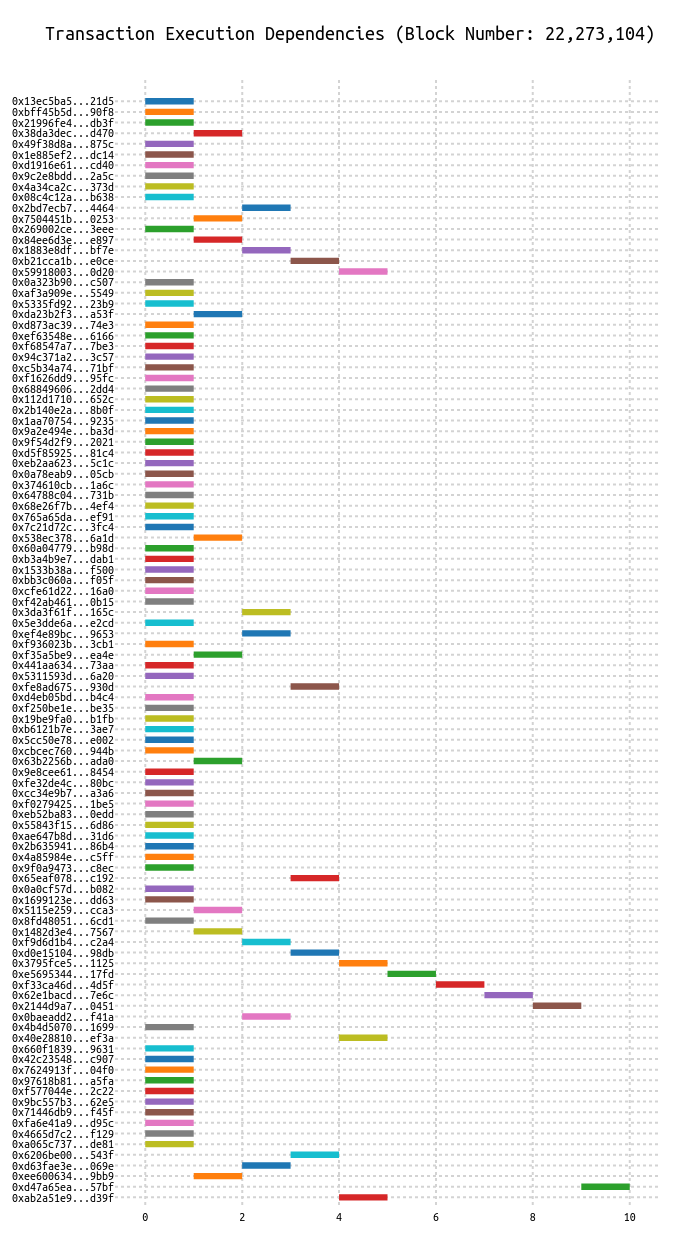 Transaction Execution Dependencies (Block Number: 22,273,104)
0x13ec5ba5...21d5
0xbff45b5d...90f8
0x21996fe4...db3f
0x38da3dec...d470
0x49f38d8a...875c
0x1e885ef2...dc14
0xd1916e61...cd40
0x9c2e8bdd...2a5c
0x4a34ca2c...373d
0x08c4c12a...b638
0x2bd7ecb7...4464
0x7504451b...0253
0x269002ce...3eee
0x84ee6d3e...e897
0x1883e8df...bf7e
0xb21cca1b...e0ce
0x59918003...0d20
0x0a323b90...c507
0xaf3a909e...5549
0x5335fd92...23b9
0xda23b2f3...a53f
0xd873ac39...74e3
0xef63548e...6166
0xf68547a7...7be3
0x94c371a2...3c57
0xc5b34a74...71bf
0xf1626dd9...95fc
0x68849606...2dd4
0x112d1710...652c
0x2b140e2a...8b0f
0x1aa70754...9235
0x9a2e494e...ba3d
0x9f54d2f9...2021
0xd5f85925...81c4
0xeb2aa623...5c1c
0x0a78eab9...05cb
0x374610cb...1a6c
0x64788c04...731b
0x68e26f7b...4ef4
0x765a65da...ef91
0x7c21d72c...3fc4
0x538ec378...6a1d
0x60a04779...b98d
0xb3a4b9e7...dab1
0x1533b38a...f500
0xbb3c060a...f05f
0xcfe61d22...16a0
0xf42ab461...0b15
0x3da3f61f...165c
0x5e3dde6a...e2cd
0xef4e89bc...9653
0xf936023b...3cb1
0xf35a5be9...ea4e
0x441aa634...73aa
0x5311593d...6a20
0xfe8ad675...930d
0xd4eb05bd...b4c4
0xf250be1e...be35
0x19be9fa0...b1fb
0xb6121b7e...3ae7
0x5cc50e78...e002
0xcbcec760...944b
0x63b2256b...ada0
0x9e8cee61...8454
0xfe32de4c...80bc
0xcc34e9b7...a3a6
0xf0279425...1be5
0xeb52ba83...0edd
0x55843f15...6d86
0xae647b8d...31d6
0x2b635941...86b4
0x4a85984e...c5ff
0x9f0a9473...c8ec
0x65eaf078...c192
0x0a0cf57d...b082
0x1699123e...dd63
0x5115e259...cca3
0x8fd48051...6cd1
0x1482d3e4...7567
0xf9d6d1b4...c2a4
0xd0e15104...98db
0x3795fce5...1125
0xe5695344...17fd
0xf33ca46d...4d5f
0x62e1bacd...7e6c
0x2144d9a7...0451
0x0baeadd2...f41a
0x4b4d5070...1699
0x40e28810...ef3a
0x660f1839...9631
0x42c23548...c907
0x7624913f...04f0
0x97618b81...a5fa
0xf577044e...2c22
0x9bc557b3...62e5
0x71446db9...f45f
0xfa6e41a9...d95c
0x4665d7c2...f129
0xa065c737...de81
0x6206be00...543f
0xd63fae3e...069e
0xee600634...9bb9
0xd47a65ea...57bf
0xab2a51e9...d39f
0 2 4 6 8 10